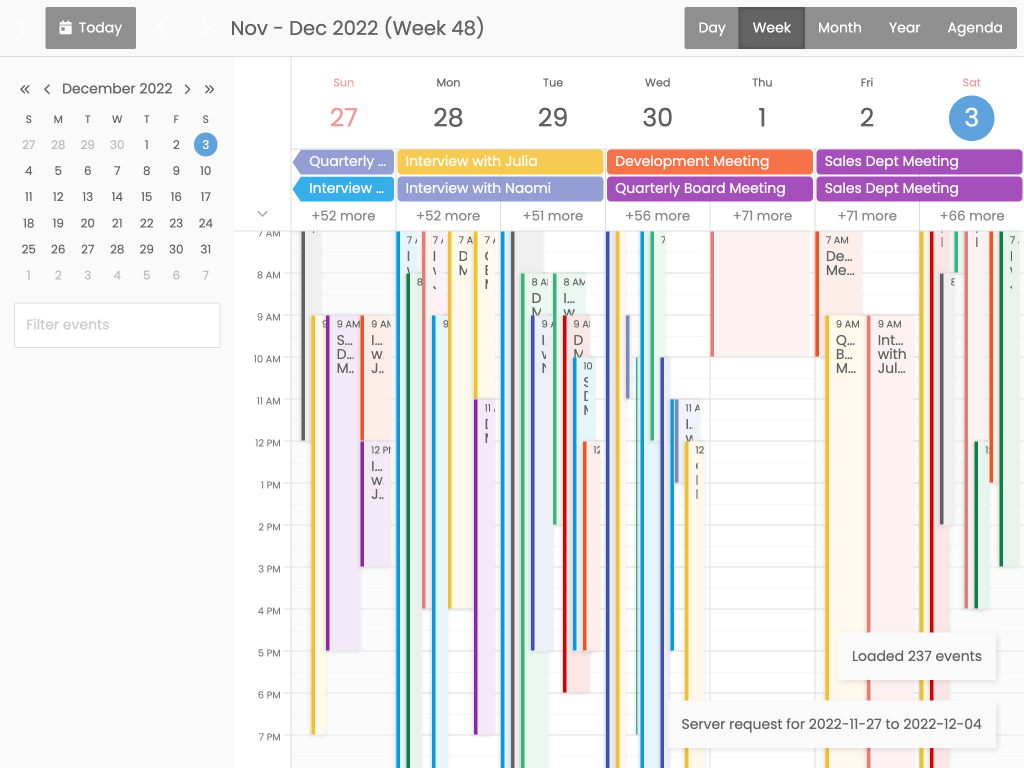 Today
Nov - Dec 2022 (Week 48)
Day Week Month Year Agenda
December 2022
S M T W T F S
27 28 29 30 1 2 3
4 5 6 7 8 9 10
11 12 13 14 15 16 17
18 19 20 21 22 23 24
25 26 27 28 29 30 31
1 2 3 4 5 6 7
Filter events
Sun Mon Tue Wed Thu Fri Sat
27 28 29 30 1 2 3
Quarterly ... Interview with Julia Development Meeting Sales Dept Meeting
Interview ... Interview with Naomi Quarterly Board Meeting Sales Dept Meeting
+52 more +52 more +51 more +56 more +71 more +71 more +66 more
7 AM
8 AM
9 AM
10 AM
11 AM
12 PM
1 PM
2 PM
3 PM
4 PM
5 PM
6 PM
7 PM
9 AM
S...
D...
M...
9 AM
I...
w
J...
12 PM
I...
w
J...
8 AM
I...
w
9 AM
D
M
10
11 A
I...
w
12
7 AM
De...
Me...
9 AM
Q...
B...
M...
9 AM
Int...
with
Jul...
Loaded 237 events
Server request for 2022-11-27 to 2022-12-04